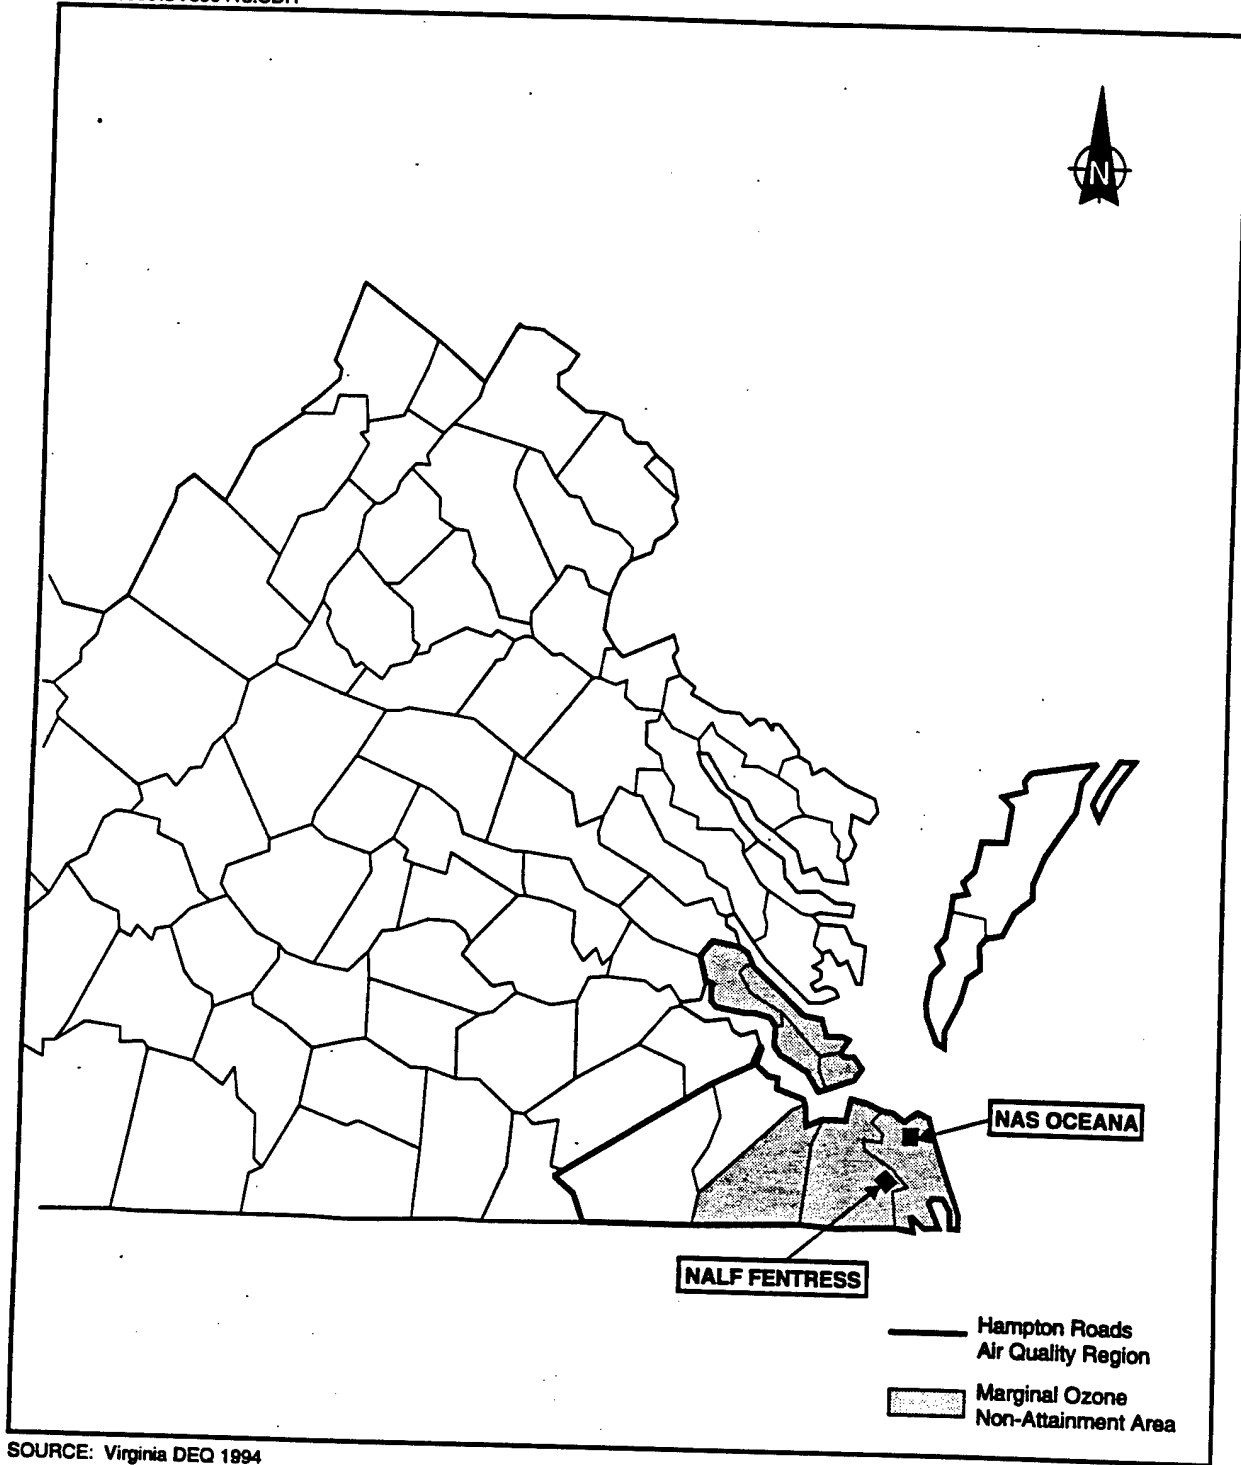 N
NAS OCEANA
NALF FENTRESS
Hampton Roads
Air Quality Region
Marginal Ozone
Non-Attainment Area
SOURCE: Virginia DEQ 1994